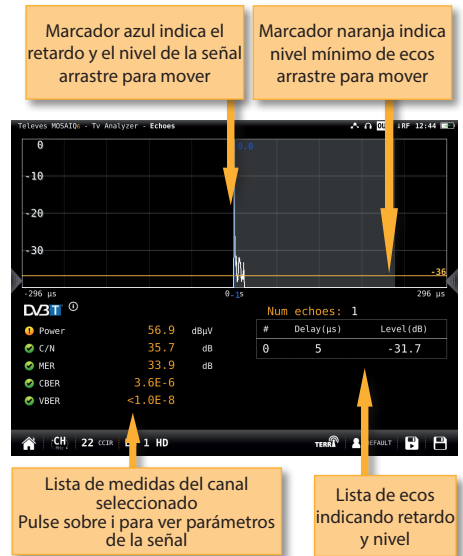 Marcador azul indica el
retardo y el nivel de la señal
arrastre para mover
Marcador naranja indica
nivel mínimo de ecos
arrastre para mover
Televes MOSAIQ6 - Tv Analyzer - Echoes
RF 12:44
0
0.0
-10
-20
-30
-36
-296 µs
296 µs
DVB T i
Num echoes: 1
Power 56.9 dBµV
# Delay(µs) Level(dB)
C/N 35.7 dB
0 5 -31.7
MER 33.9 dB
CBER 3.6E-6
VBER <1.0E-8
CH
22 CCIR
1 HD
TERR
Lista de medidas del canal
seleccionado
Pulse sobre i para ver parámetros
de la señal
Lista de ecos
indicando retardo
y nivel